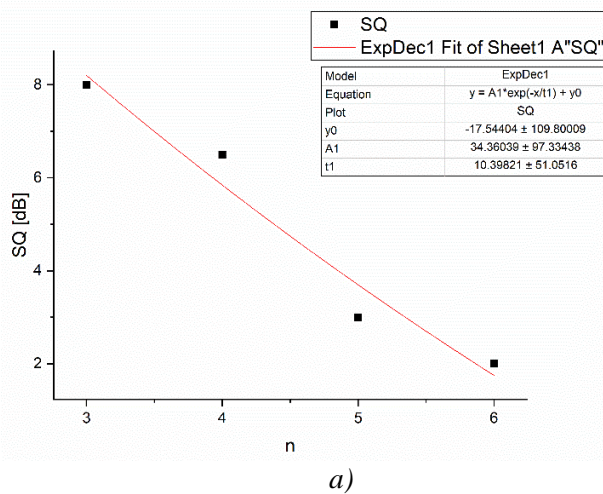 SQ
ExpDec1 Fit of Sheet1 A"SQ"
Model ExpDec1
Equation y = A1*exp(-x/t1) + y0
Plot SQ
y0 -17.54404 ± 109.80009
A1 34.36039 ± 97.33438
t1 10.39821 ± 51.0516
8
6
4
2
SQ [dB]
3 4 5 6
n
a)